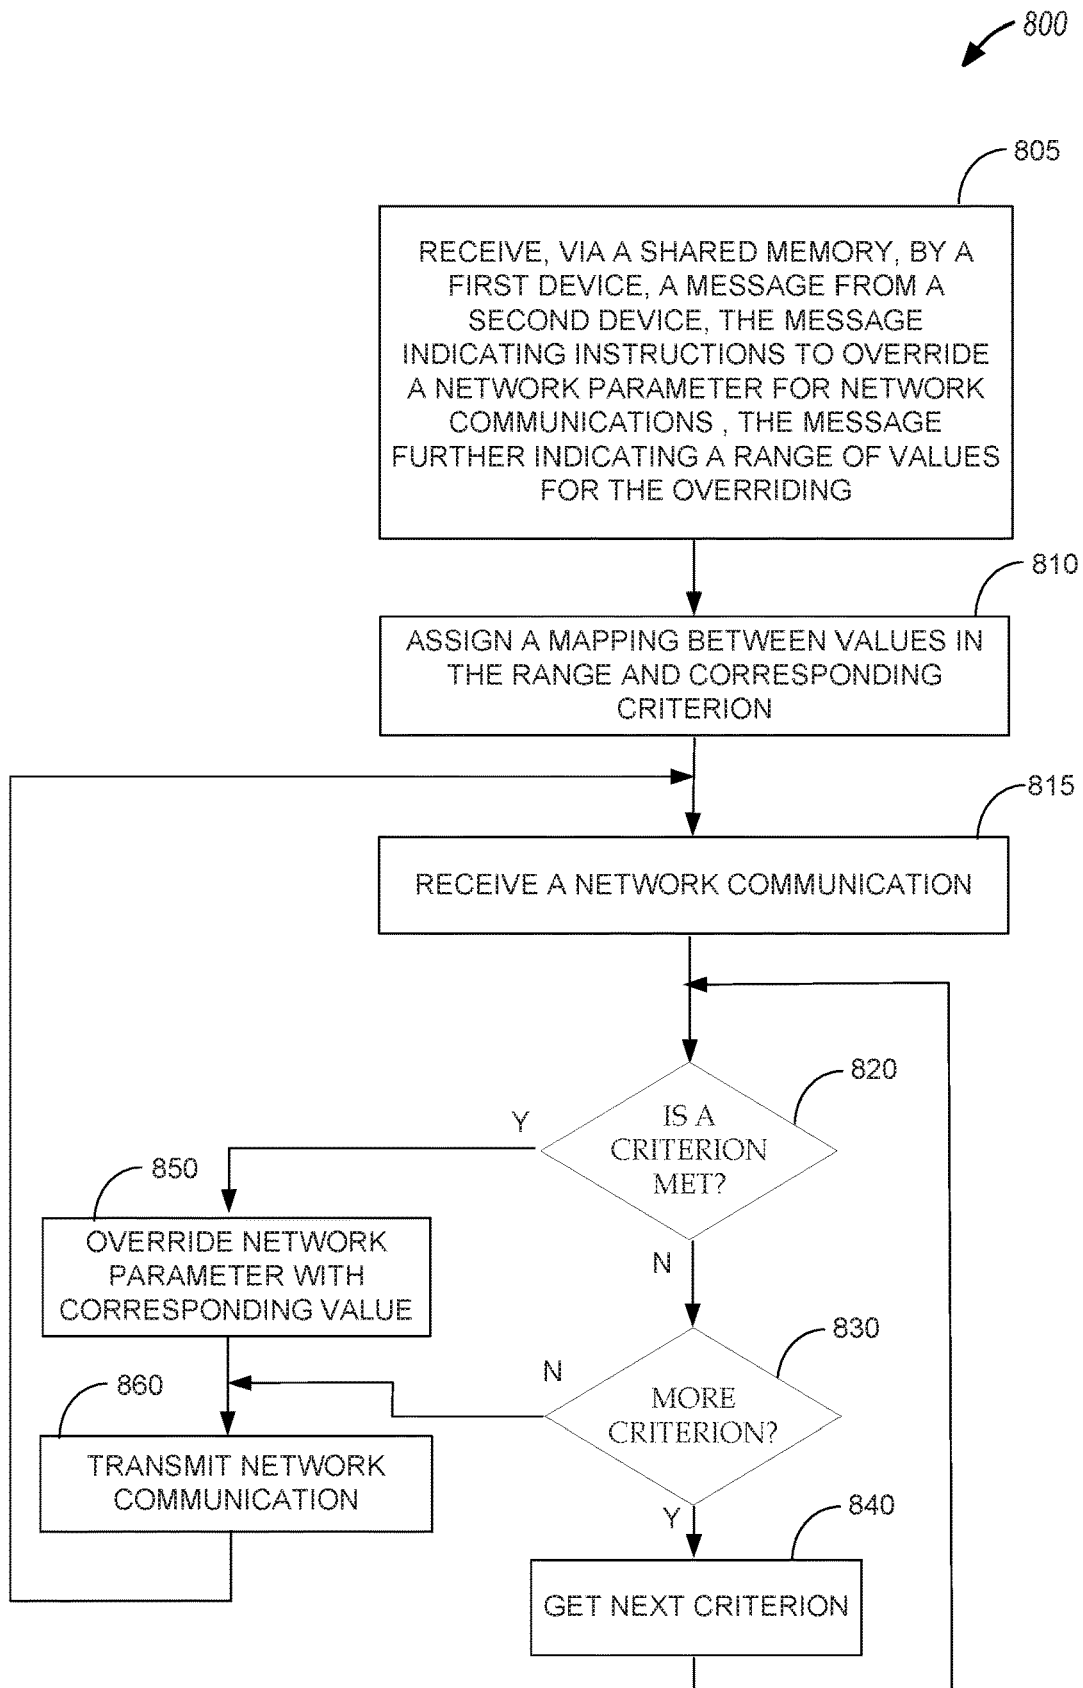 800
805
RECEIVE, VIA A SHARED MEMORY, BY A
FIRST DEVICE, A MESSAGE FROM A
SECOND DEVICE, THE MESSAGE
INDICATING INSTRUCTIONS TO OVERRIDE
A NETWORK PARAMETER FOR NETWORK
COMMUNICATIONS , THE MESSAGE
FURTHER INDICATING A RANGE OF VALUES
FOR THE OVERRIDING
810
ASSIGN A MAPPING BETWEEN VALUES IN
THE RANGE AND CORRESPONDING
CRITERION
815
RECEIVE A NETWORK COMMUNICATION
820
IS A
CRITERION
MET?
Y
N
850
OVERRIDE NETWORK
PARAMETER WITH
CORRESPONDING VALUE
830
MORE
CRITERION?
N
Y
860
TRANSMIT NETWORK
COMMUNICATION
840
GET NEXT CRITERION